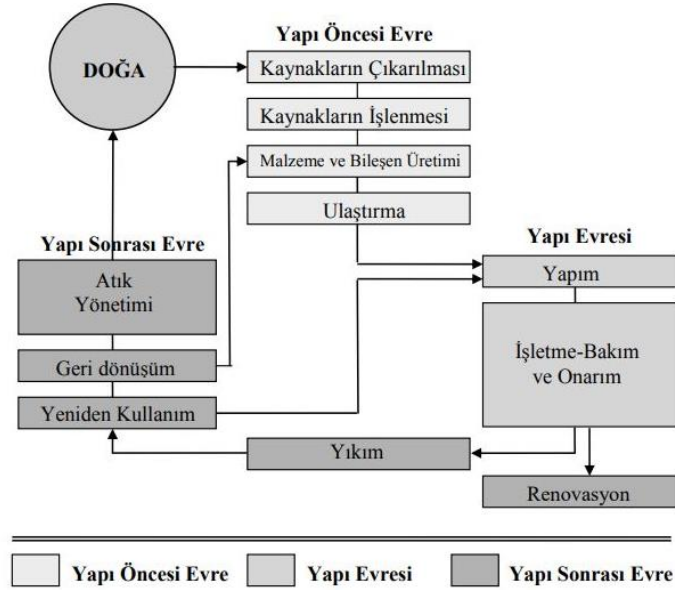 Yapı Öncesi Evre
DOĞA
Kaynakların Çıkarılması
Kaynakların İşlenmesi
Malzeme ve Bileşen Üretimi
Ulaştırma
Yapı Sonrası Evre
Atık
Yönetimi
Geri dönüşüm
Yeniden Kullanım
Yapı Evresi
Yapım
İşletme-Bakım
ve Onarım
Yıkım
Renovasyon
Yapı Öncesi Evre
Yapı Evresi
Yapı Sonrası Evre